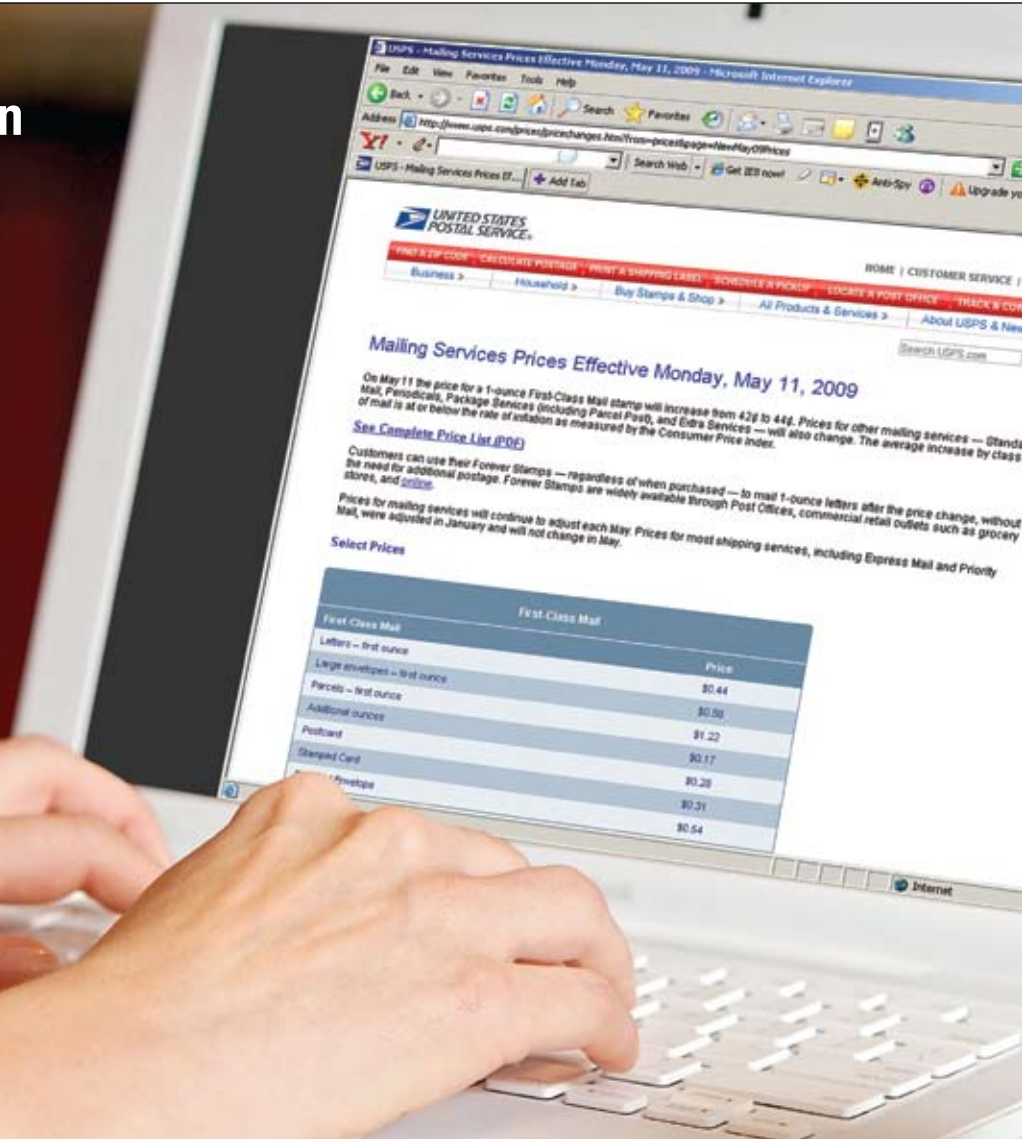 n
USPS - Mailing Services Prices Effective Monday, May 11, 2009 - Microsoft Internet Explorer
File Edit View Favorites Tools Help
Back Search Favorites
Address http://www.usps.com/prices/pricechanges.htm?from=prices&page=NewMay09Prices
Y! Search Web Get IE8 now! Anti-Spy Upgrade yo
USPS - Mailing Services Prices Ef... Add Tab
UNITED STATES
POSTAL SERVICE®
HOME | CUSTOMER SERVICE |
FIND A ZIP CODE CALCULATE POSTAGE PRINT A SHIPPING LABEL SCHEDULE A PICKUP LOCATE A POST OFFICE TRACK & CON
Business > Household > Buy Stamps & Shop > All Products & Services > About USPS & New
Search USPS.com
Mailing Services Prices Effective Monday, May 11, 2009
On May 11 the price for a 1-ounce First-Class Mail stamp will increase from 42¢ to 44¢. Prices for other mailing services — Standa
Mail, Periodicals, Package Services (including Parcel Post), and Extra Services — will also change. The average increase by class
of mail is at or below the rate of inflation as measured by the Consumer Price Index.
See Complete Price List (PDF)
Customers can use their Forever Stamps — regardless of when purchased — to mail 1-ounce letters after the price change, without
the need for additional postage. Forever Stamps are widely available through Post Offices, commercial retail outlets such as grocery
stores, and online.
Prices for mailing services will continue to adjust each May. Prices for most shipping services, including Express Mail and Priority
Mail, were adjusted in January and will not change in May.
Select Prices
First-Class Mail
First-Class Mail Price
Letters – first ounce $0.44
Large envelopes – first ounce $0.88
Parcels – first ounce $1.22
Additional ounces $0.17
Postcard $0.28
Stamped Card $0.31
Envelope $0.54
Internet